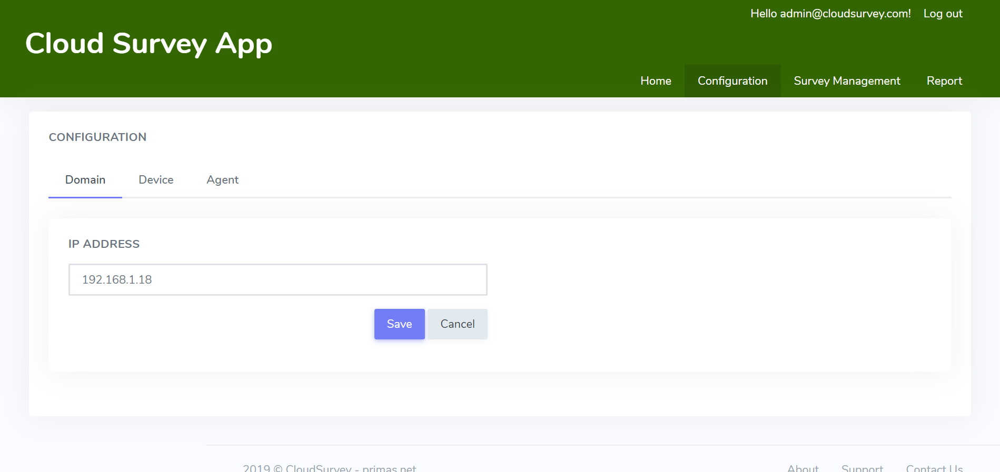 Hello admin@cloudsurvey.com! Log out
Cloud Survey App
Home Configuration Survey Management Report
CONFIGURATION
Domain Device Agent
IP ADDRESS
192.168.1.18
Save Cancel
2019 © CloudSurvey - primas.net About Support Contact Us